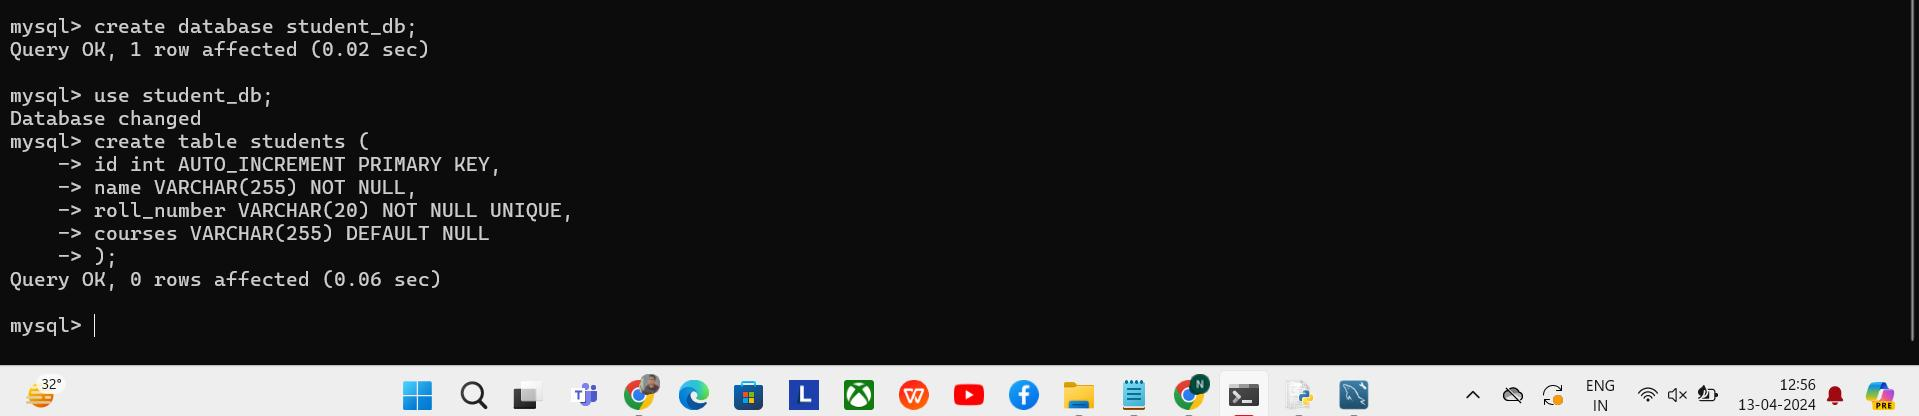 mysql> create database student_db;
Query OK, 1 row affected (0.02 sec)
mysql> use student_db;
Database changed
mysql> create table students (
    -> id int AUTO_INCREMENT PRIMARY KEY,
    -> name VARCHAR(255) NOT NULL,
    -> roll_number VARCHAR(20) NOT NULL UNIQUE,
    -> courses VARCHAR(255) DEFAULT NULL
    -> );
Query OK, 0 rows affected (0.06 sec)
mysql>
32°
L
W
N
ENG
IN
12:56
13-04-2024
PRE